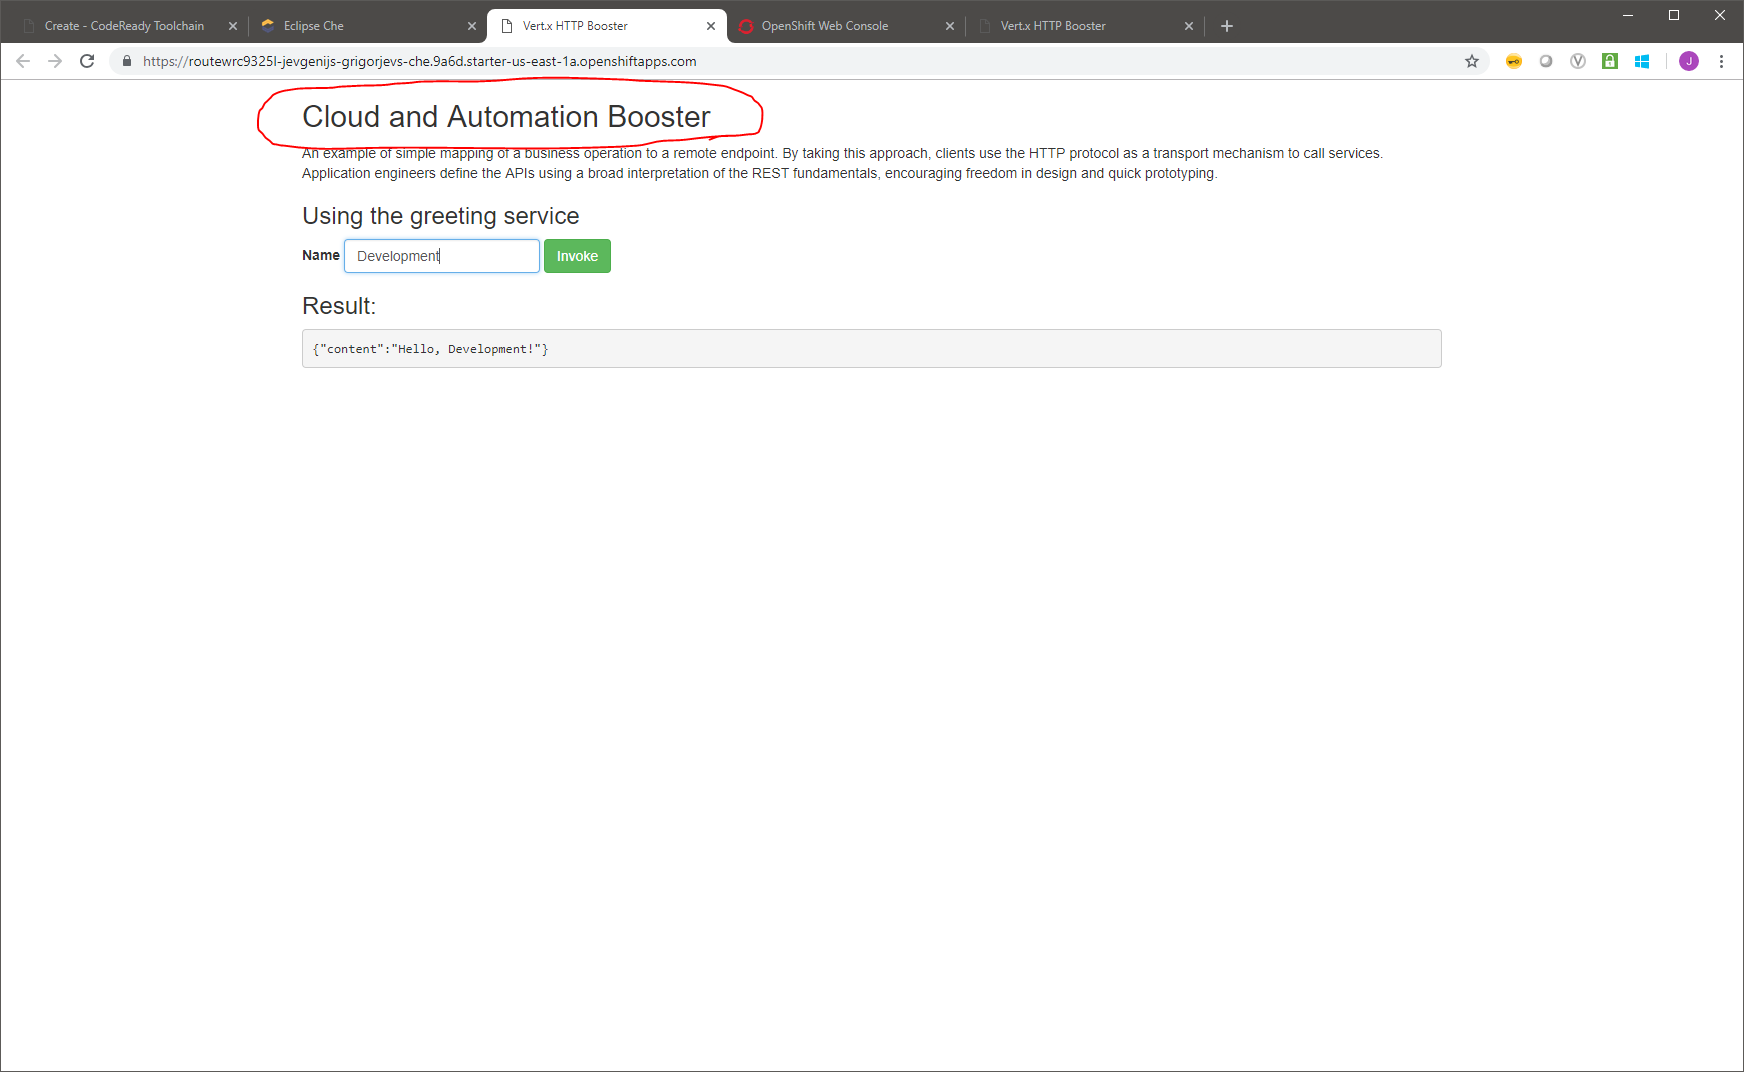 Create - CodeReady Toolchain
Eclipse Che
Vert.x HTTP Booster
OpenShift Web Console
Vert.x HTTP Booster
https://routewrc9325l-jevgenijs-grigorjevs-che.9a6d.starter-us-east-1a.openshiftapps.com
J
Cloud and Automation Booster
An example of simple mapping of a business operation to a remote endpoint. By taking this approach, clients use the HTTP protocol as a transport mechanism to call services.
Application engineers define the APIs using a broad interpretation of the REST fundamentals, encouraging freedom in design and quick prototyping.
Using the greeting service
Name Development Invoke
Result:
{"content":"Hello, Development!"}